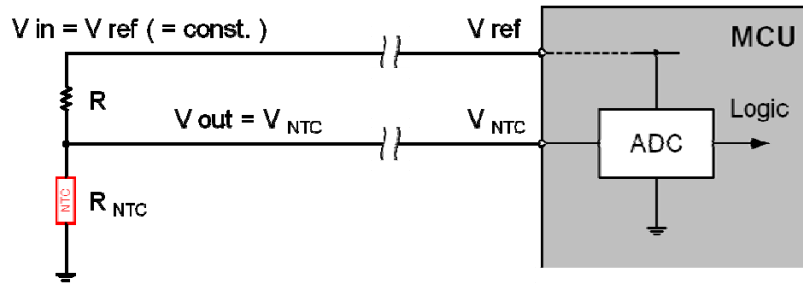 V in = V ref ( = const. )
V ref
MCU
R
V out = V NTC
V NTC
ADC
Logic
NTC
R NTC